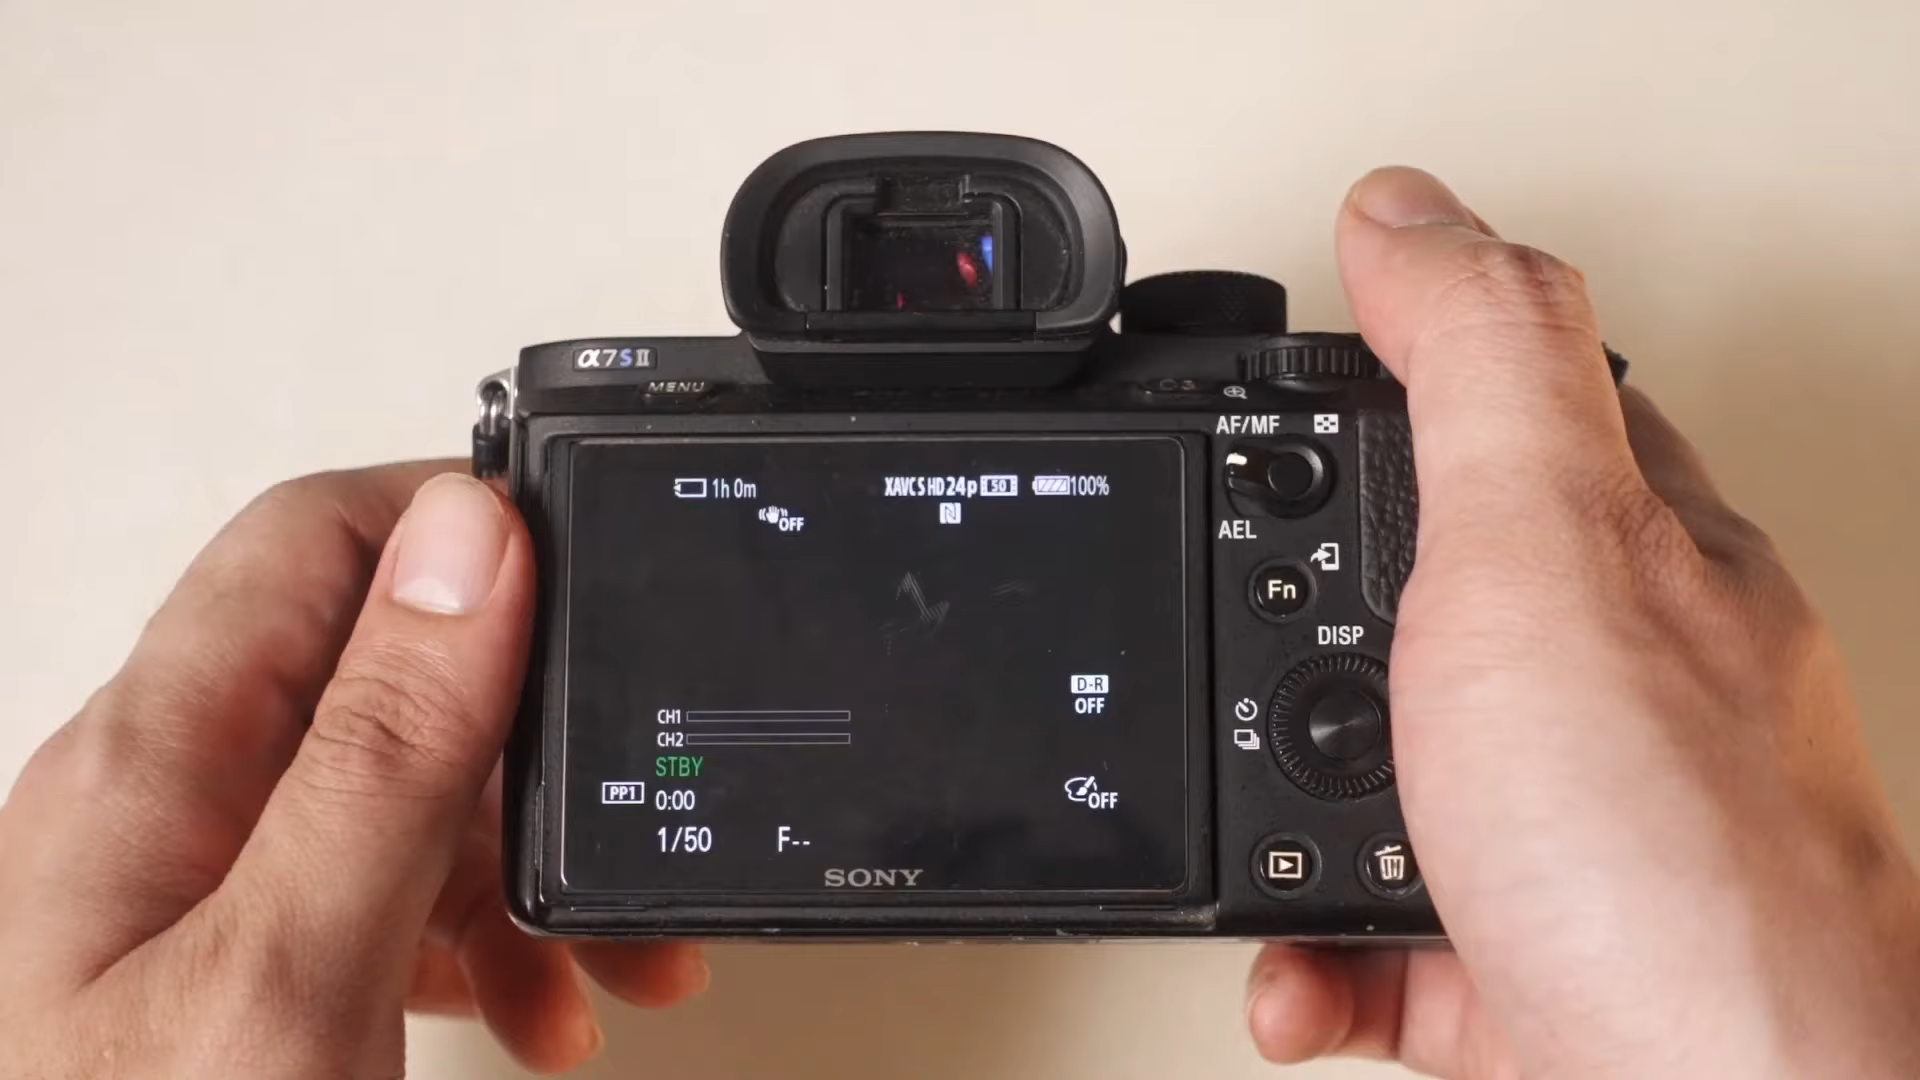 α7SII
MENU
C3
AF/MF
1h 0m
XAVC S HD 24p 50
100%
OFF
AEL
Fn
DISP
D-R
OFF
CH1
CH2
STBY
PP1
0:00
OFF
1/50 F--
SONY